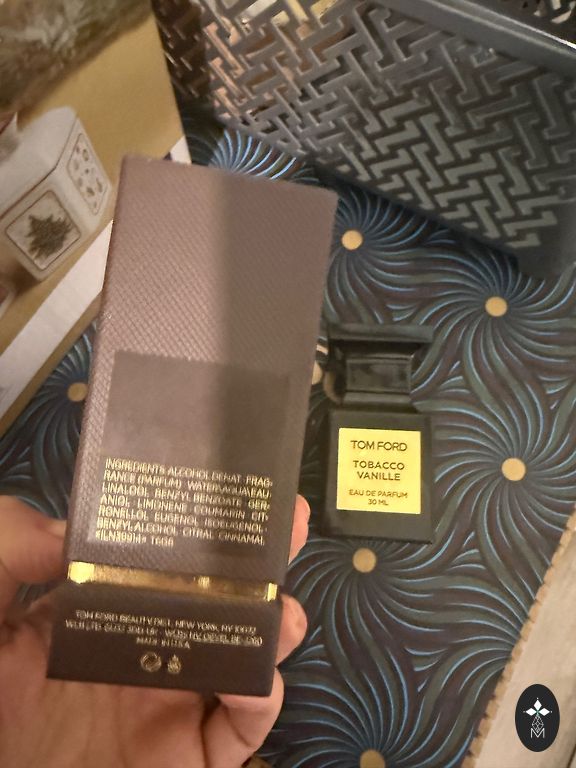 INGREDIENTS: ALCOHOL DENAT. FRAG-
RANCE (PARFUM) WATER\AQUA\EAU
LINALOOL BENZYL BENZOATE GER-
ANIOL LIMONENE COUMARIN CIT-
RONELLOL EUGENOL ISOEUGENOL
BENZYL ALCOHOL CITRAL CINNAMAL
TOM FORD BEAUTY, DIST. NEW YORK, NY 10022
MADE IN U.S.A.
TOM FORD
TOBACCO
VANILLE
EAU DE PARFUM
30 ML